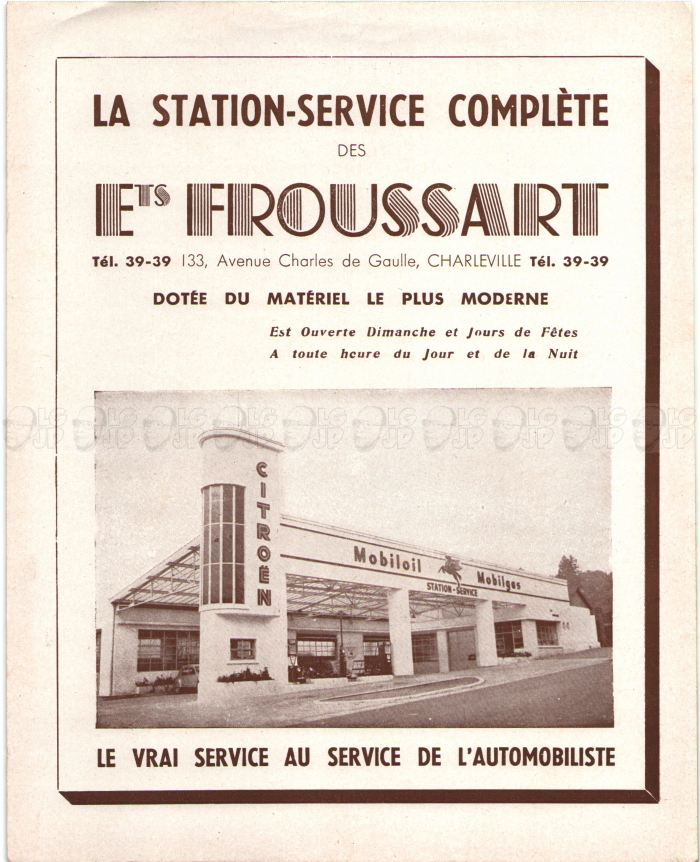 LA STATION-SERVICE COMPLÈTE
DES
Ets FROUSSART
Tél. 39-39 133, Avenue Charles de Gaulle, CHARLEVILLE Tél. 39-39
DOTÉE DU MATÉRIEL LE PLUS MODERNE
Est Ouverte Dimanche et Jours de Fêtes
A toute heure du Jour et de la Nuit
CITROËN
Mobiloil Mobilgas
STATION-SERVICE
LE VRAI SERVICE AU SERVICE DE L'AUTOMOBILISTE